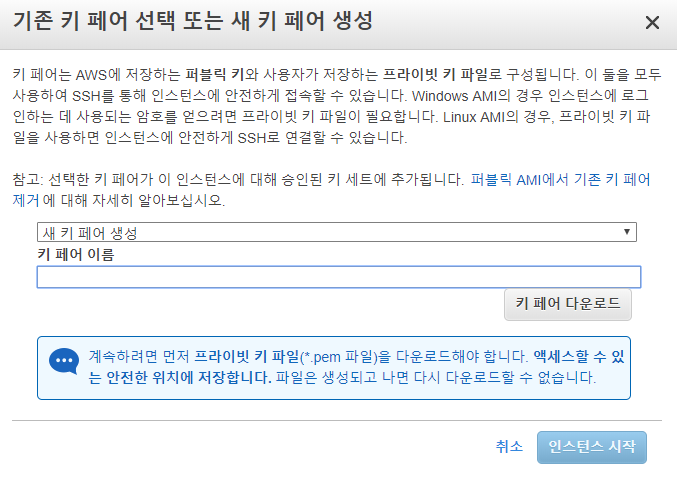 기존 키 페어 선택 또는 새 키 페어 생성
키 페어는 AWS에 저장하는 퍼블릭 키와 사용자가 저장하는 프라이빗 키 파일로 구성됩니다. 이 둘을 모두
사용하여 SSH를 통해 인스턴스에 안전하게 접속할 수 있습니다. Windows AMI의 경우 인스턴스에 로그
인하는 데 사용되는 암호를 얻으려면 프라이빗 키 파일이 필요합니다. Linux AMI의 경우, 프라이빗 키 파
일을 사용하면 인스턴스에 안전하게 SSH로 연결할 수 있습니다.
참고: 선택한 키 페어가 이 인스턴스에 대해 승인된 키 세트에 추가됩니다. 퍼블릭 AMI에서 기존 키 페어
제거 에 대해 자세히 알아보십시오.
새 키 페어 생성
키 페어 이름
키 페어 다운로드
계속하려면 먼저 프라이빗 키 파일(*.pem 파일)을 다운로드해야 합니다. 액세스할 수 있
는 안전한 위치에 저장합니다. 파일은 생성되고 나면 다시 다운로드할 수 없습니다.
취소
인스턴스 시작